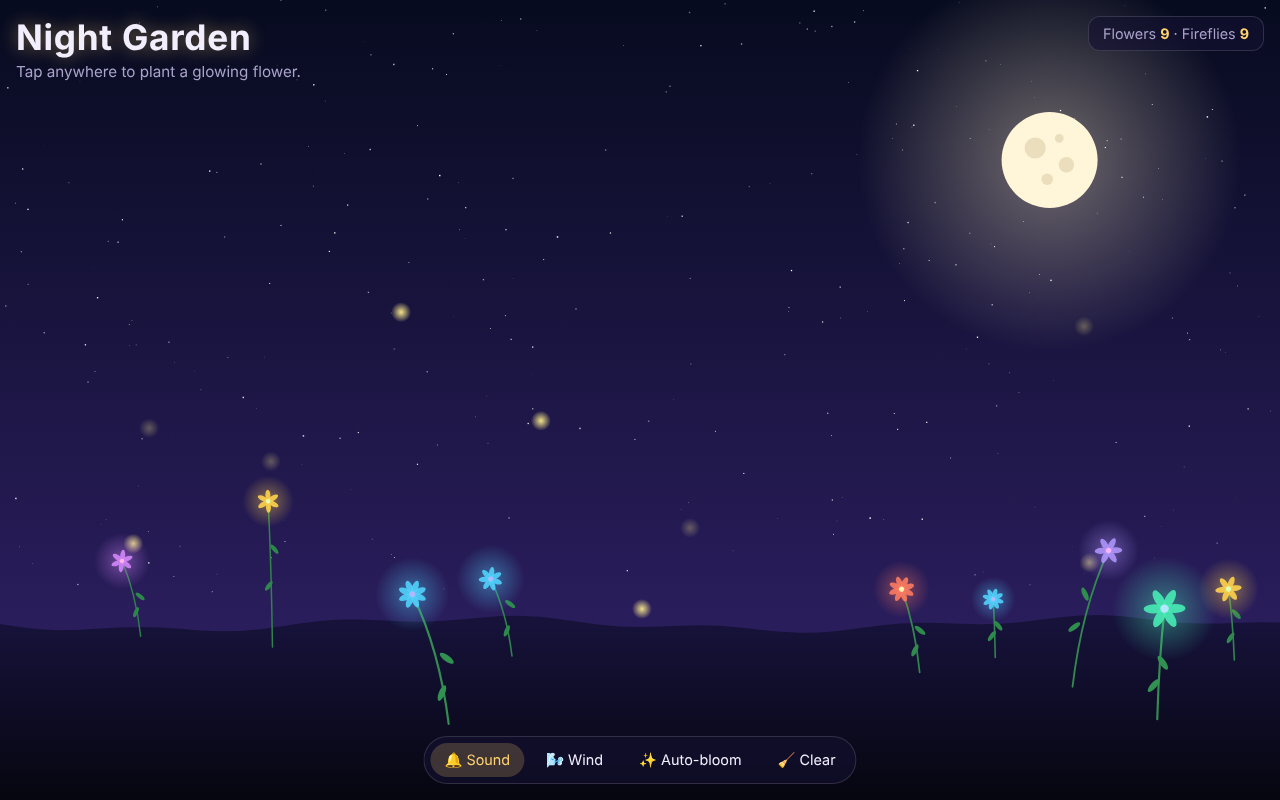 Night Garden
Tap anywhere to plant a glowing flower.
Flowers 9 · Fireflies 9
🔔 Sound
🌬️ Wind
✨ Auto-bloom
🧹 Clear